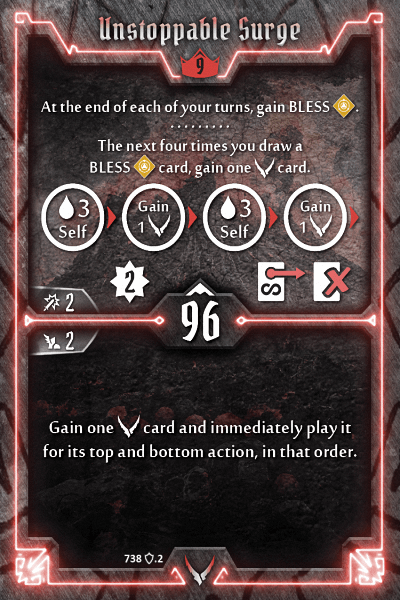 Unstoppable Surge
9
At the end of each of your turns, gain BLESS .
The next four times you draw a
BLESS card, gain one card.
3 Self
Gain 1
3 Self
Gain 1
2
2
96
2
Gain one card and immediately play it
for its top and bottom action, in that order.
738 .2